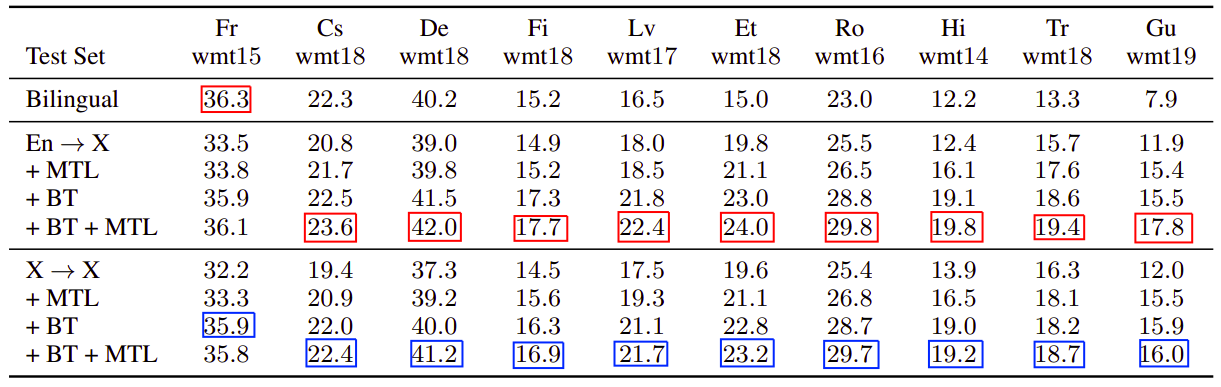 Fr Cs De Fi Lv Et Ro Hi Tr Gu
Test Set wmt15 wmt18 wmt18 wmt18 wmt17 wmt18 wmt16 wmt14 wmt18 wmt19
Bilingual 36.3 22.3 40.2 15.2 16.5 15.0 23.0 12.2 13.3 7.9
En → X 33.5 20.8 39.0 14.9 18.0 19.8 25.5 12.4 15.7 11.9
+ MTL 33.8 21.7 39.8 15.2 18.5 21.1 26.5 16.1 17.6 15.4
+ BT 35.9 22.5 41.5 17.3 21.8 23.0 28.8 19.1 18.6 15.5
+ BT + MTL 36.1 23.6 42.0 17.7 22.4 24.0 29.8 19.8 19.4 17.8
X → X 32.2 19.4 37.3 14.5 17.5 19.6 25.4 13.9 16.3 12.0
+ MTL 33.3 20.9 39.2 15.6 19.3 21.1 26.8 16.5 18.1 15.5
+ BT 35.9 22.0 40.0 16.3 21.1 22.8 28.7 19.0 18.2 15.9
+ BT + MTL 35.8 22.4 41.2 16.9 21.7 23.2 29.7 19.2 18.7 16.0